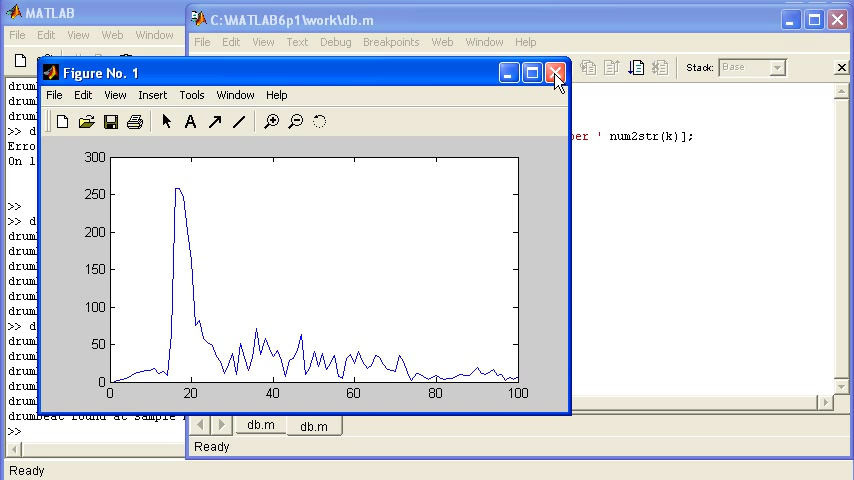 MATLAB
File Edit View Web Window
C:\MATLAB6p1\work\db.m
File Edit View Text Debug Breakpoints Web Window Help
Stack: Base
Figure No. 1
File Edit View Insert Tools Window Help
A
ber ' num2str(k)];
300
250
200
150
100
50
0
0 20 40 60 80 100
drum
drum
drum
>> d
Erro
On l
>>
>> d
drum
drum
drum
drum
drum
drum
>> d
drum
drum
drum
drum
drum
drumbeat found at sample
>>
db.m db.m
Ready
Ready